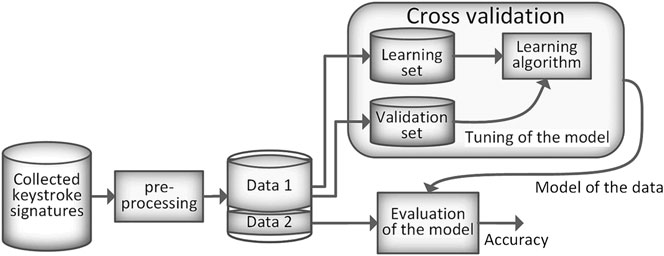 Cross validation
Learning
set
Learning
algorithm
Validation
set
Tuning of the model
Collected
keystroke
signatures
pre-
processing
Data 1
Data 2
Model of the data
Evaluation
of the model
Accuracy